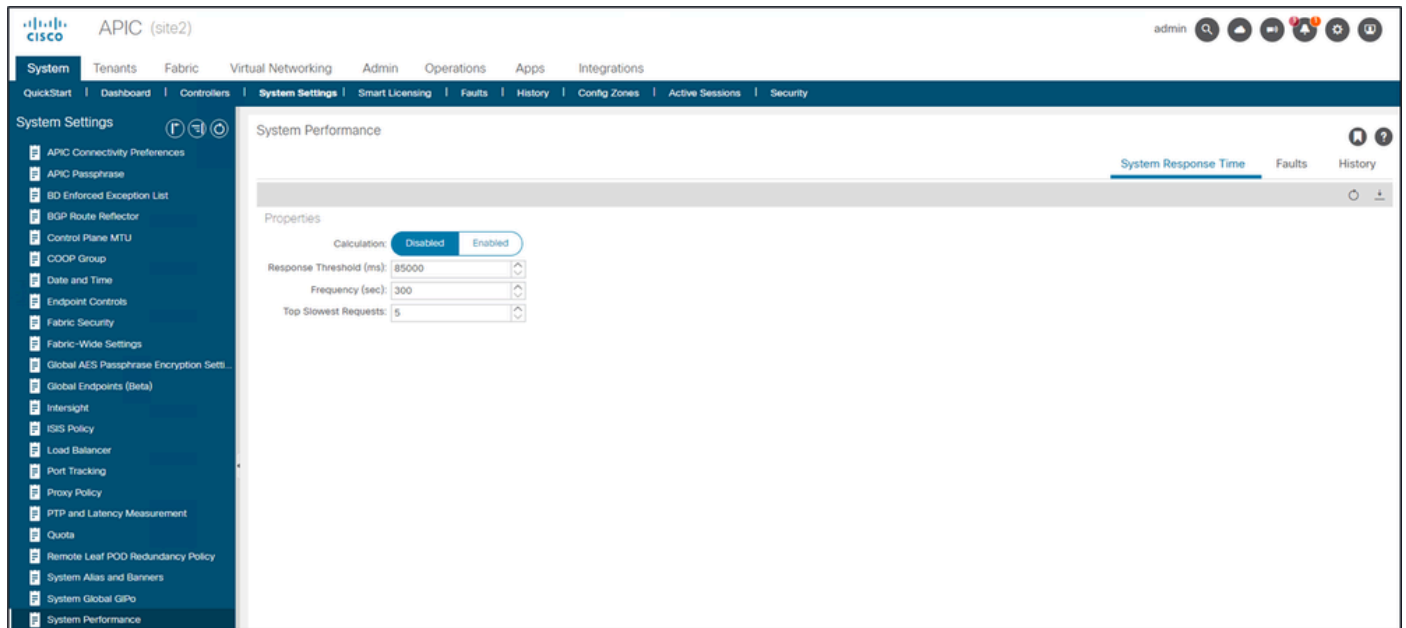 CISCO
APIC (site2)
admin
System Tenants Fabric Virtual Networking Admin Operations Apps Integrations
QuickStart | Dashboard | Controllers | System Settings | Smart Licensing | Faults | History | Config Zones | Active Sessions | Security
System Settings
APIC Connectivity Preferences
APIC Passphrase
BD Enforced Exception List
BGP Route Reflector
Control Plane MTU
COOP Group
Date and Time
Endpoint Controls
Fabric Security
Fabric-Wide Settings
Global AES Passphrase Encryption Setti...
Global Endpoints (Beta)
Intersight
ISIS Policy
Load Balancer
Port Tracking
Proxy Policy
PTP and Latency Measurement
Quota
Remote Leaf POD Redundancy Policy
System Alias and Banners
System Global GIPo
System Performance
System Performance
System Response Time Faults History
Properties
Calculation: Disabled Enabled
Response Threshold (ms): 85000
Frequency (sec): 300
Top Slowest Requests: 5